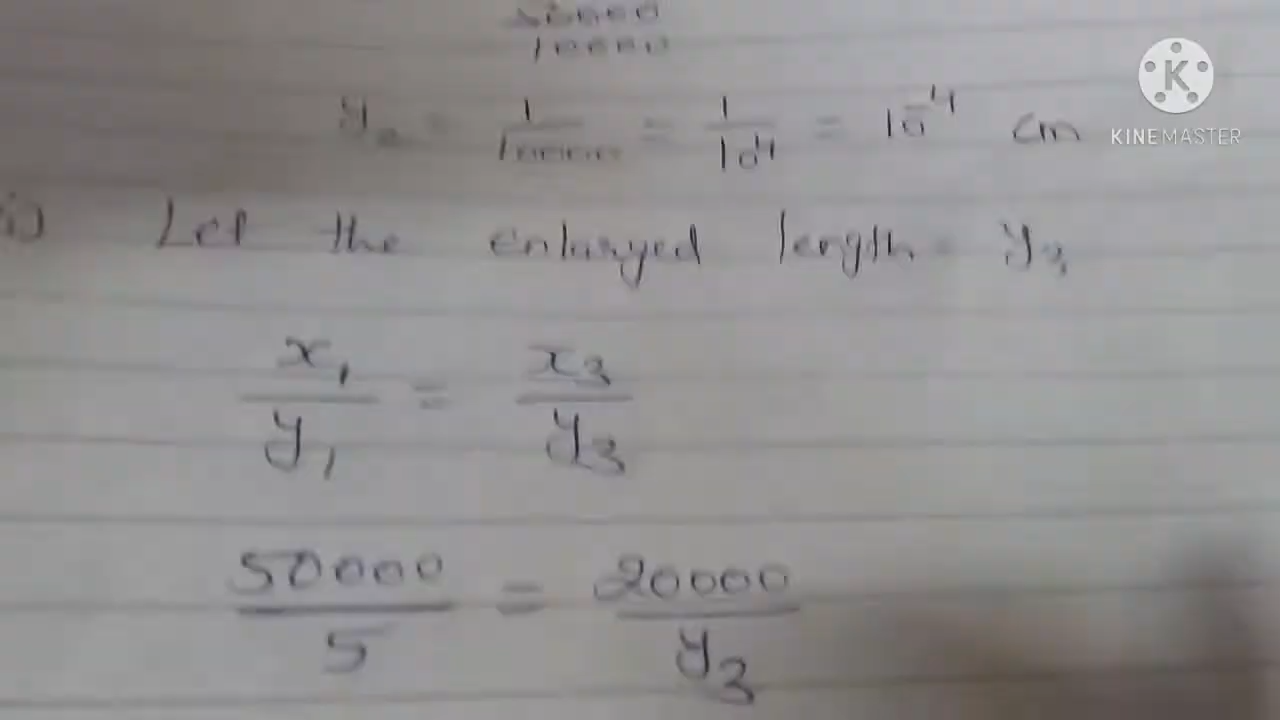 10000
y₂ = 1/10000 = 1/10⁴ = 10⁻⁴ cm
KINEMASTER
i) Let the enlarged length = y₃
x₁/y₁ = x₃/y₃
50000/5 = 20000/y₃